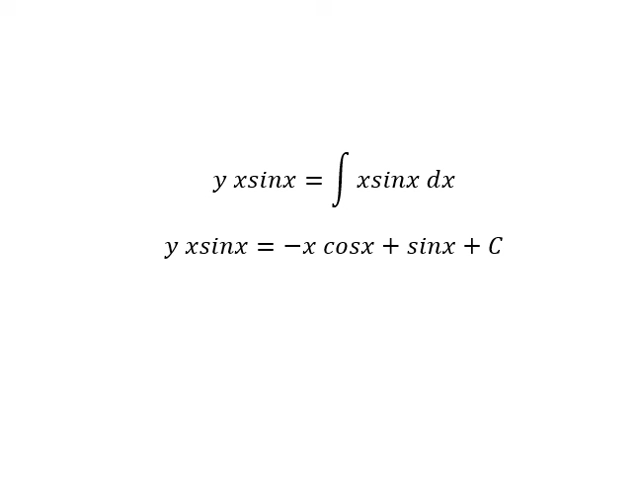 y xsinx = ∫ xsinx dx
y xsinx = −x cosx + sinx + C